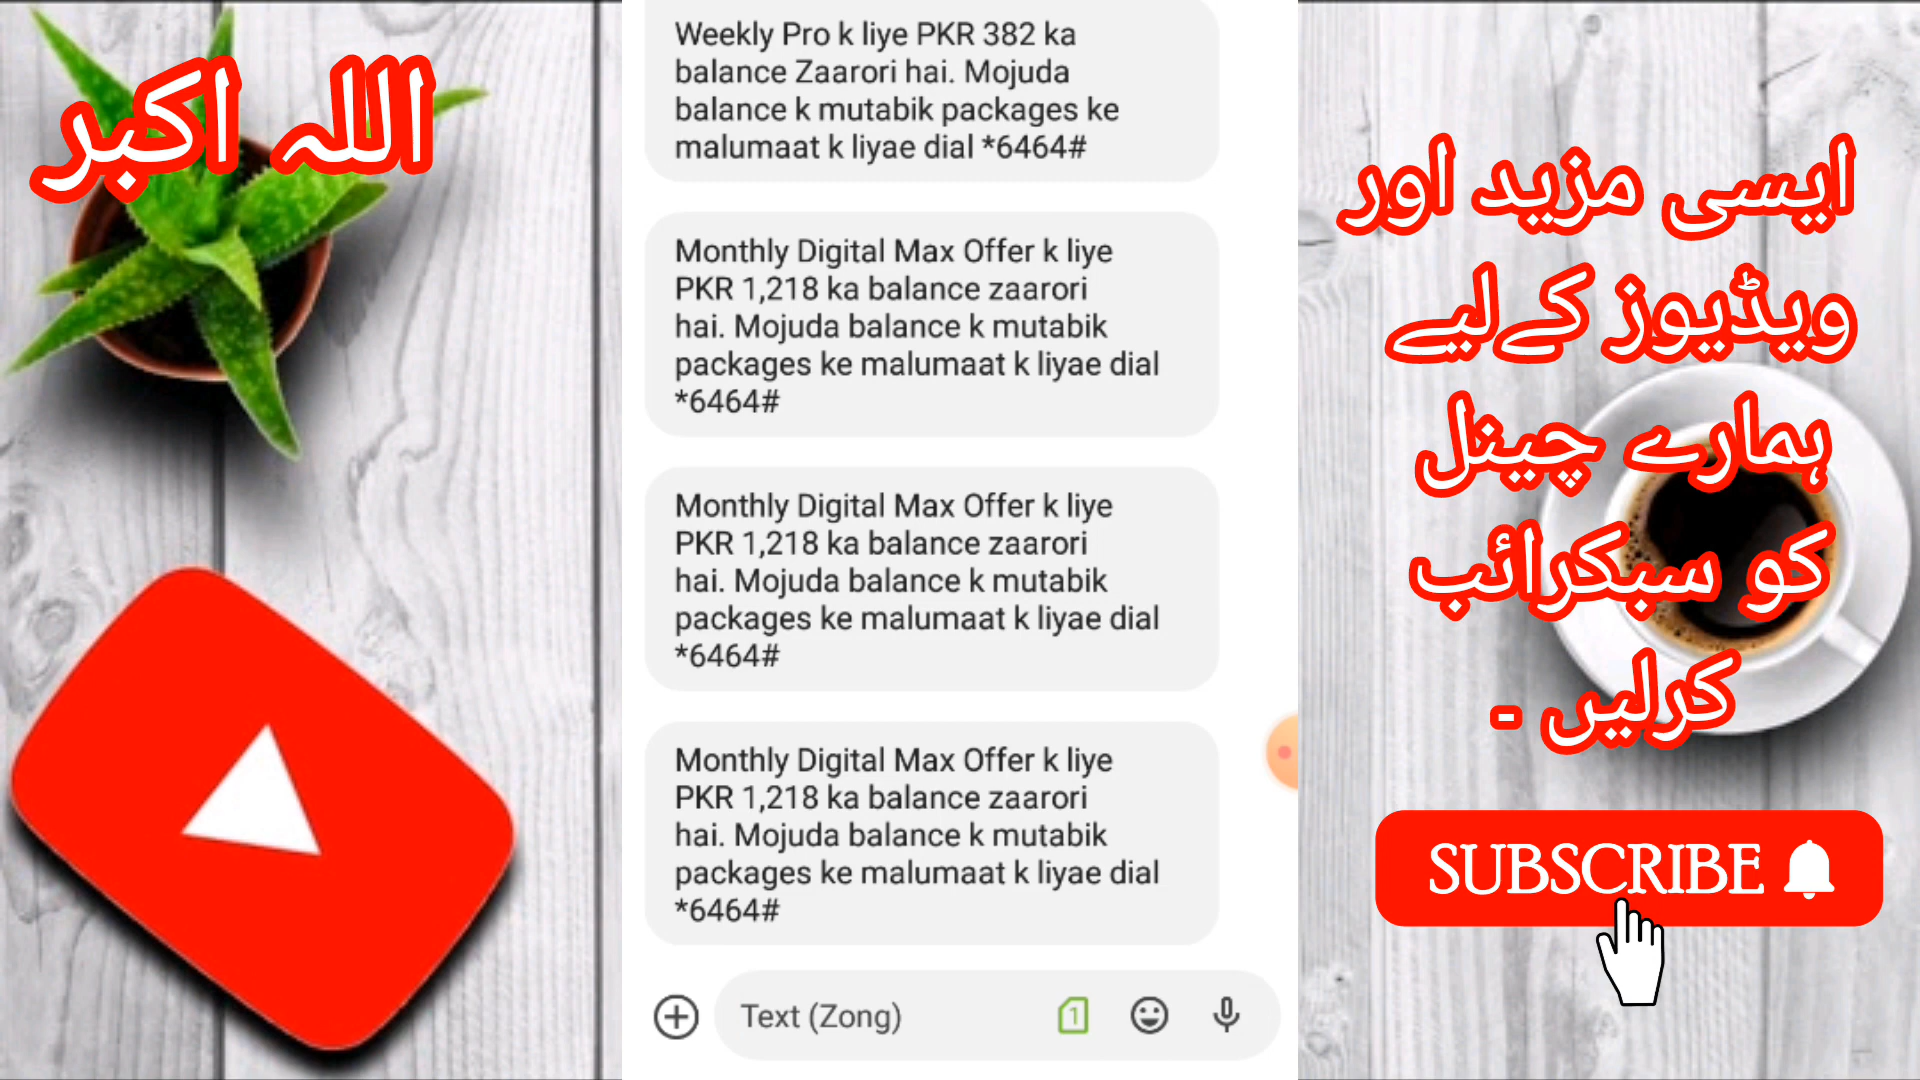 اللہ اکبر
Weekly Pro k liye PKR 382 ka
balance Zaarori hai. Mojuda
balance k mutabik packages ke
malumaat k liyae dial *6464#
Monthly Digital Max Offer k liye
PKR 1,218 ka balance zaarori
hai. Mojuda balance k mutabik
packages ke malumaat k liyae dial
*6464#
Monthly Digital Max Offer k liye
PKR 1,218 ka balance zaarori
hai. Mojuda balance k mutabik
packages ke malumaat k liyae dial
*6464#
Monthly Digital Max Offer k liye
PKR 1,218 ka balance zaarori
hai. Mojuda balance k mutabik
packages ke malumaat k liyae dial
*6464#
Text (Zong)
1
ایسی مزید اور
ویڈیوز کےلیے
ہمارے چینل
کو سبکرائب
کرلیں ۔
SUBSCRIBE